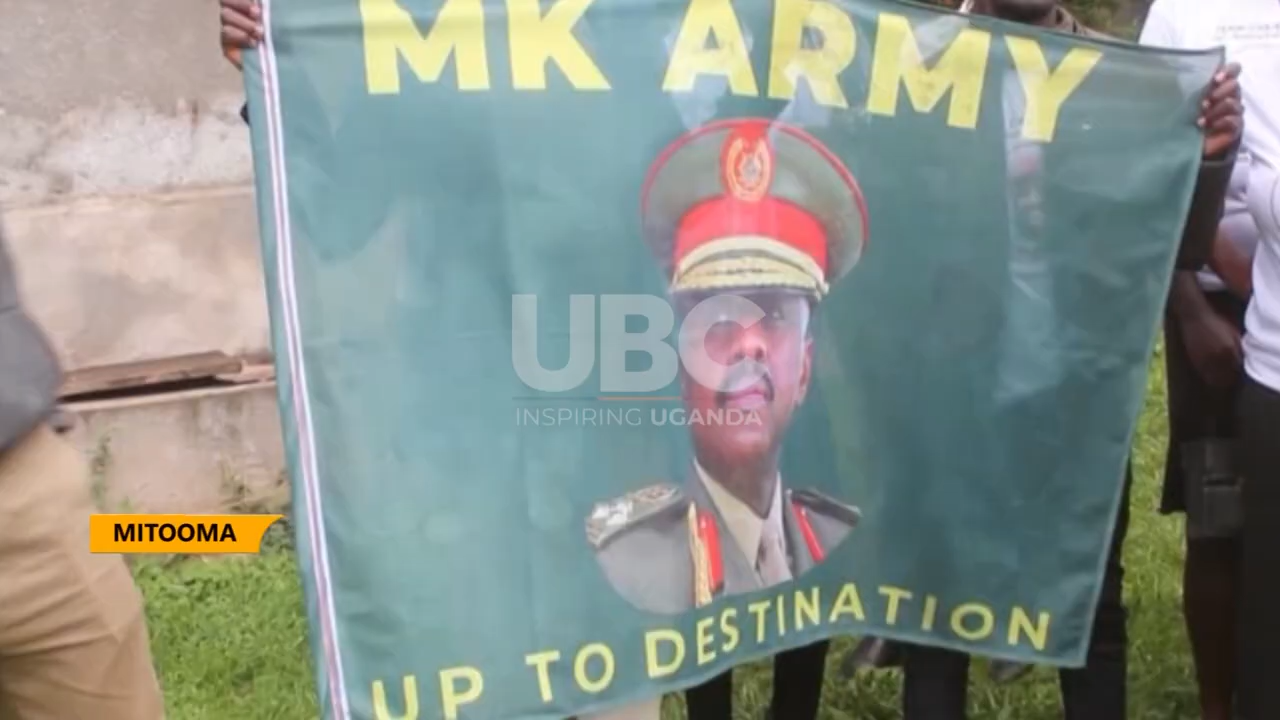 MK ARMY
UBC
INSPIRING UGANDA
MITOOMA
UP TO DESTINATION